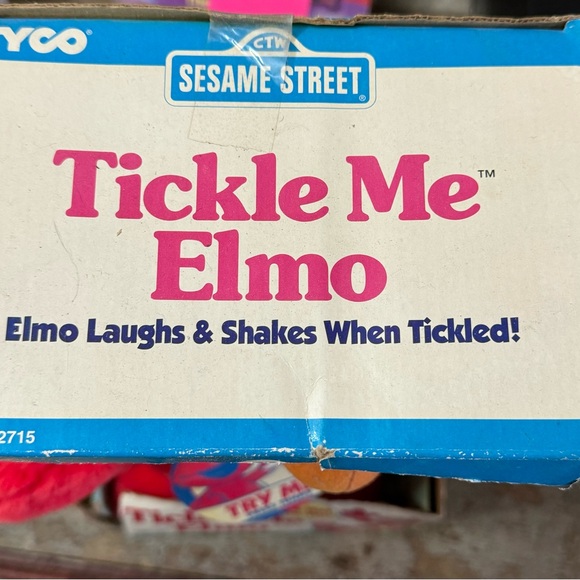 YCO®
CTW
SESAME STREET®
Tickle Me™
Elmo
Elmo Laughs & Shakes When Tickled!
2715
TRY M